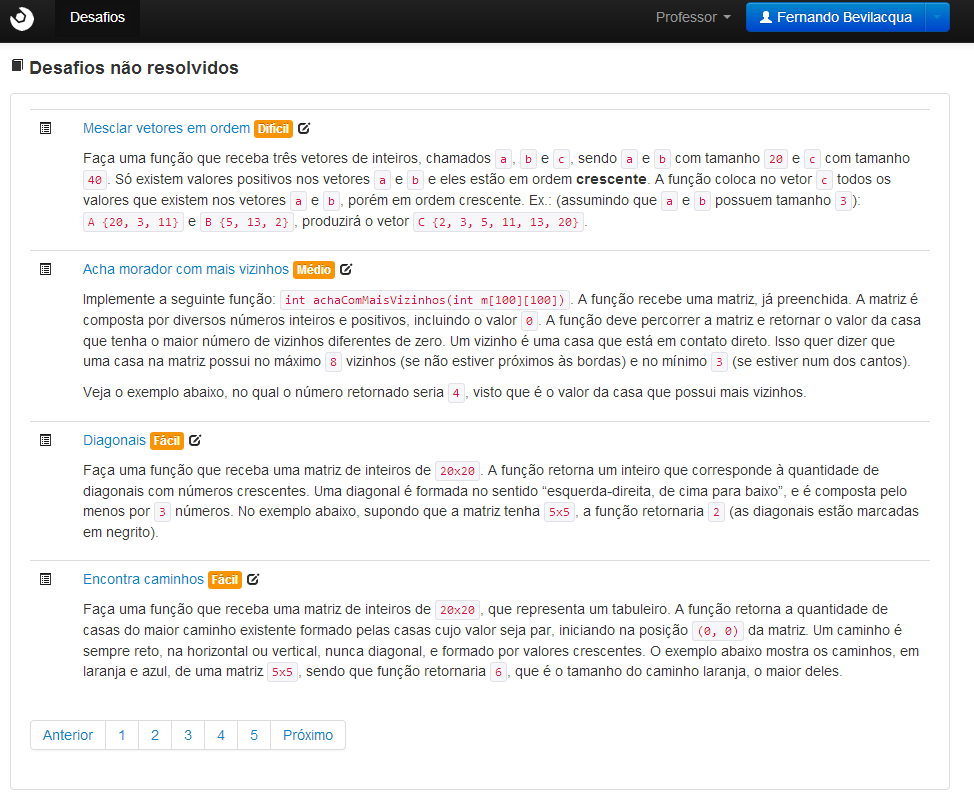 Desafios
Professor
Fernando Bevilacqua
Desafios não resolvidos
Mesclar vetores em ordem Difícil
Faça uma função que receba três vetores de inteiros, chamados a, b e c, sendo a e b com tamanho 20 e c com tamanho
40. Só existem valores positivos nos vetores a e b e eles estão em ordem crescente. A função coloca no vetor c todos os
valores que existem nos vetores a e b, porém em ordem crescente. Ex.: (assumindo que a e b possuem tamanho 3):
A {20, 3, 11} e B {5, 13, 2}, produzirá o vetor C {2, 3, 5, 11, 13, 20}.
Acha morador com mais vizinhos Médio
Implemente a seguinte função: int achaComMaisVizinhos(int m[100][100]). A função recebe uma matriz, já preenchida. A matriz é
composta por diversos números inteiros e positivos, incluindo o valor 0. A função deve percorrer a matriz e retornar o valor da casa
que tenha o maior número de vizinhos diferentes de zero. Um vizinho é uma casa que está em contato direto. Isso quer dizer que
uma casa na matriz possui no máximo 8 vizinhos (se não estiver próximos às bordas) e no mínimo 3 (se estiver num dos cantos).
Veja o exemplo abaixo, no qual o número retornado seria 4, visto que é o valor da casa que possui mais vizinhos.
Diagonais Fácil
Faça uma função que receba uma matriz de inteiros de 20x20. A função retorna um inteiro que corresponde à quantidade de
diagonais com números crescentes. Uma diagonal é formada no sentido “esquerda-direita, de cima para baixo”, e é composta pelo
menos por 3 números. No exemplo abaixo, supondo que a matriz tenha 5x5, a função retornaria 2 (as diagonais estão marcadas
em negrito).
Encontra caminhos Fácil
Faça uma função que receba uma matriz de inteiros de 20x20, que representa um tabuleiro. A função retorna a quantidade de
casas do maior caminho existente formado pelas casas cujo valor seja par, iniciando na posição (0, 0) da matriz. Um caminho é
sempre reto, na horizontal ou vertical, nunca diagonal, e formado por valores crescentes. O exemplo abaixo mostra os caminhos, em
laranja e azul, de uma matriz 5x5, sendo que função retornaria 6, que é o tamanho do caminho laranja, o maior deles.
Anterior 1 2 3 4 5 Próximo